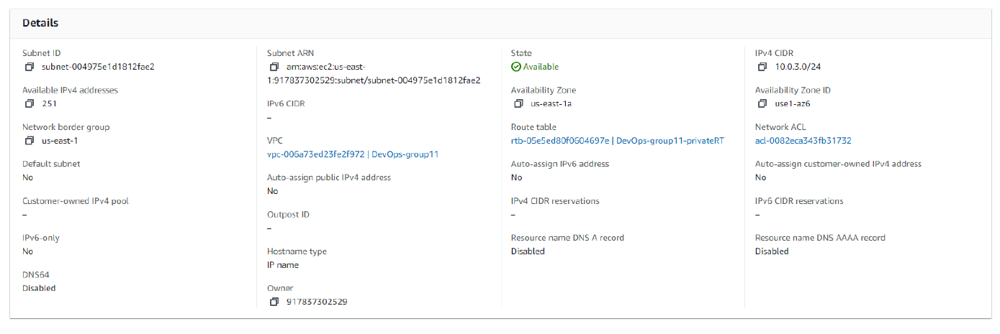 Details
Subnet ID
subnet-004975e1d1812fae2
Available IPv4 addresses
251
Network border group
us-east-1
Default subnet
No
Customer-owned IPv4 pool
–
IPv6-only
No
DNS64
Disabled
Subnet ARN
arn:aws:ec2:us-east-
1:917837302529:subnet/subnet-004975e1d1812fae2
IPv6 CIDR
–
VPC
vpc-006a73ed23fe2f972 | DevOps-group11
Auto-assign public IPv4 address
No
Outpost ID
–
Hostname type
IP name
Owner
917837302529
State
Available
Availability Zone
us-east-1a
Route table
rtb-05e5ed80f0604697e | DevOps-group11-privateRT
Auto-assign IPv6 address
No
IPv4 CIDR reservations
–
Resource name DNS A record
Disabled
IPv4 CIDR
10.0.3.0/24
Availability Zone ID
use1-az6
Network ACL
acl-0082eca343fb31732
Auto-assign customer-owned IPv4 address
No
IPv6 CIDR reservations
–
Resource name DNS AAAA record
Disabled